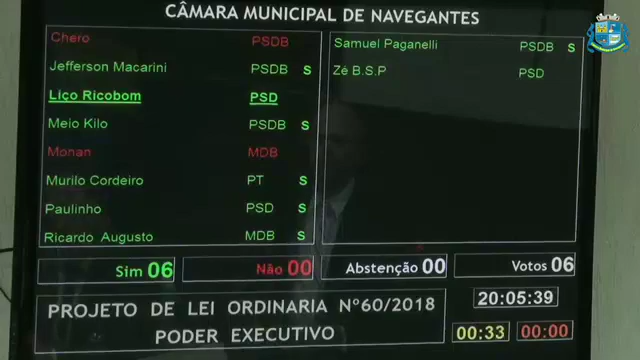 CÂMARA MUNICIPAL DE NAVEGANTES
Chero PSDB
Jefferson Macarini PSDB S
Liço Ricobom PSD
Meio Kilo PSDB S
Monan MDB
Murilo Cordeiro PT S
Paulinho PSD S
Ricardo Augusto MDB S
Samuel Paganelli PSDB S
Zé B.S.P PSD
Sim 06 Não 00 Abstenção 00 Votos 06
PROJETO DE LEI ORDINARIA Nº60/2018
PODER EXECUTIVO
20:05:39
00:33 00:00